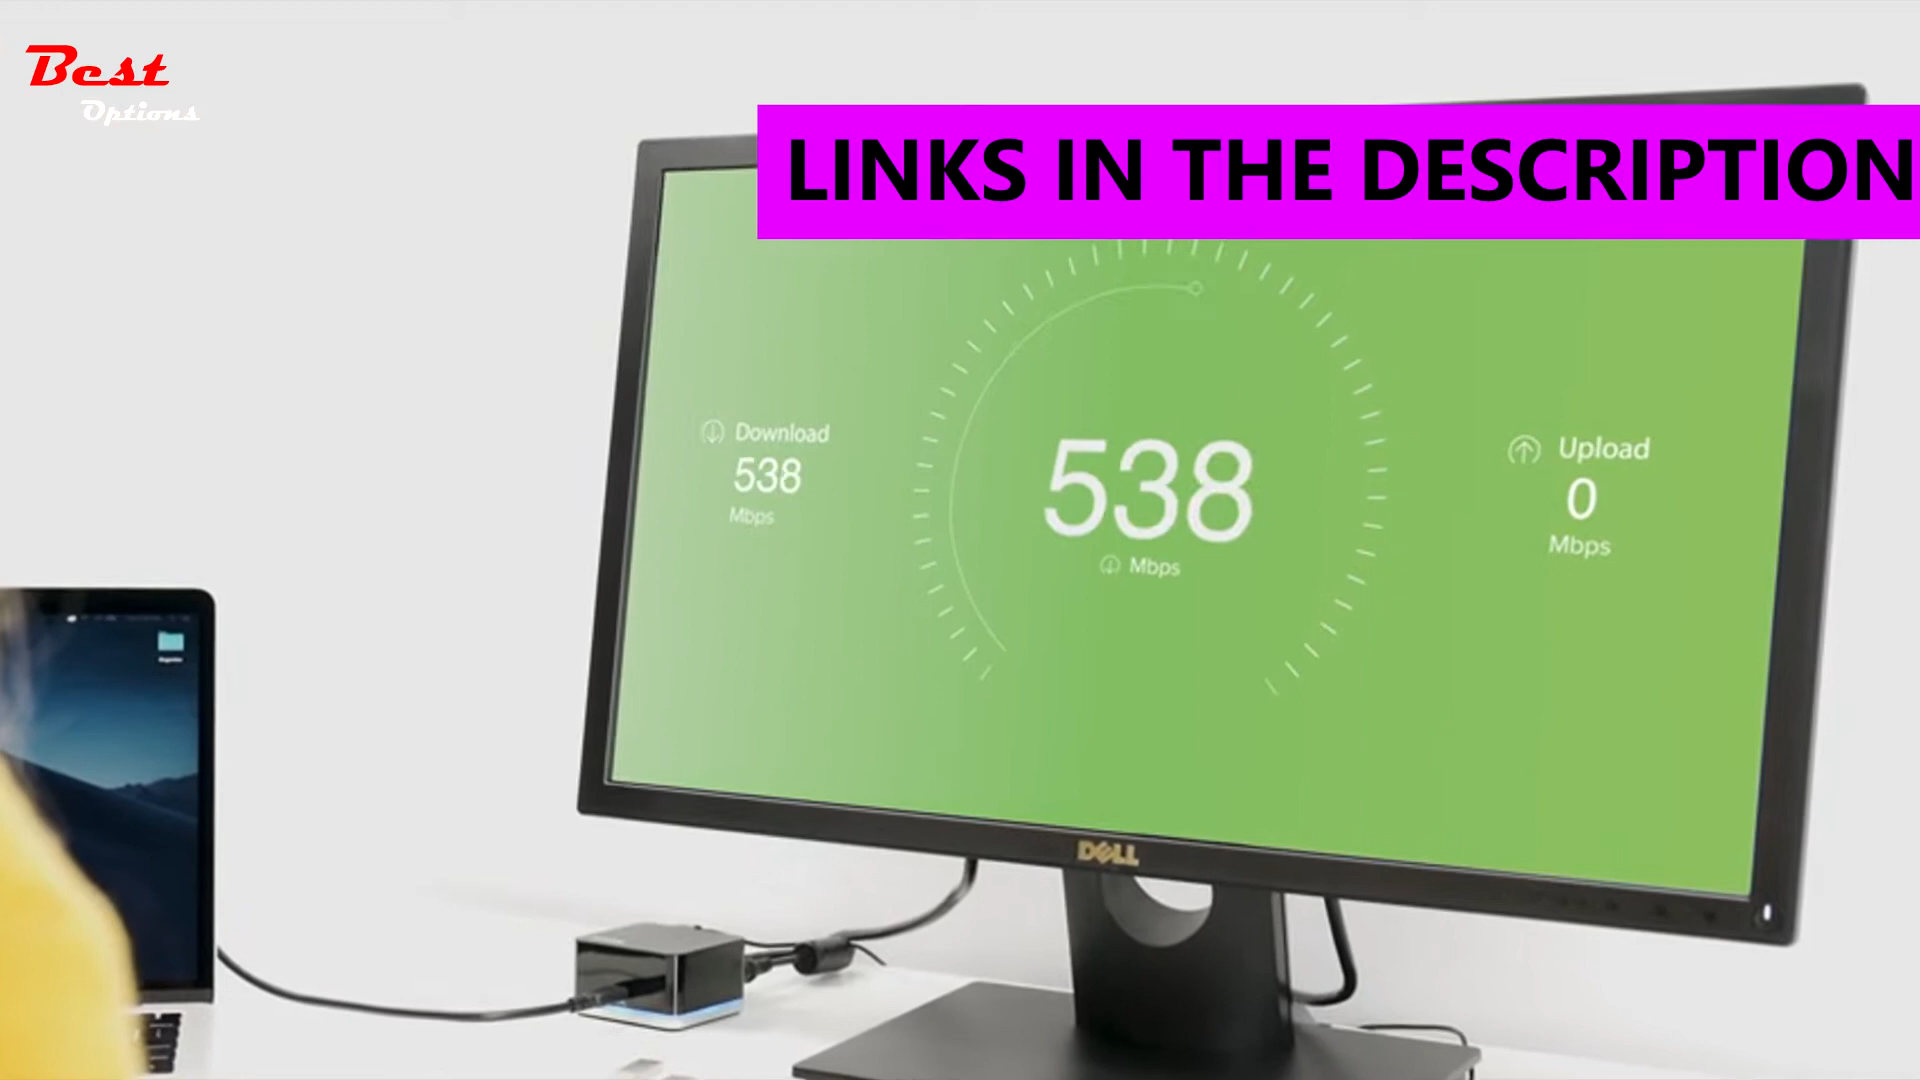 Best
Options
LINKS IN THE DESCRIPTION
Download
538
Mbps
538
Mbps
Upload
0
Mbps
DELL